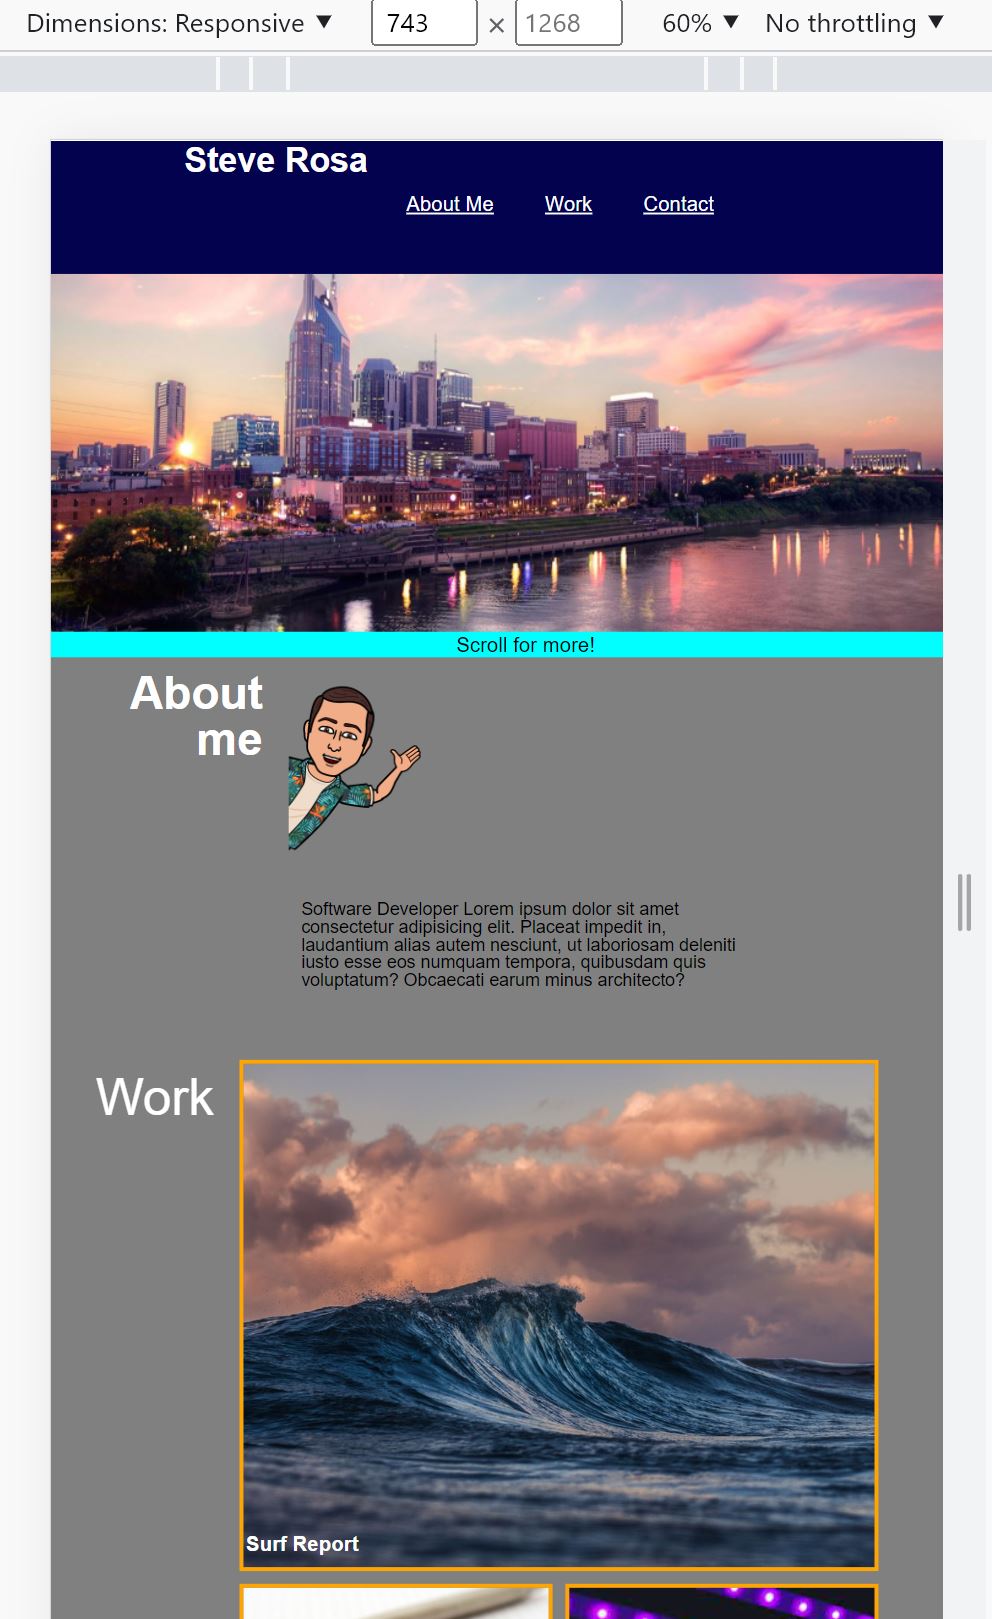 Dimensions: Responsive ▼ 743 × 1268 60% ▼ No throttling ▼
Steve Rosa
About Me Work Contact
Scroll for more!
About
me
Software Developer Lorem ipsum dolor sit amet
consectetur adipisicing elit. Placeat impedit in,
laudantium alias autem nesciunt, ut laboriosam deleniti
iusto esse eos numquam tempora, quibusdam quis
voluptatum? Obcaecati earum minus architecto?
Work
Surf Report